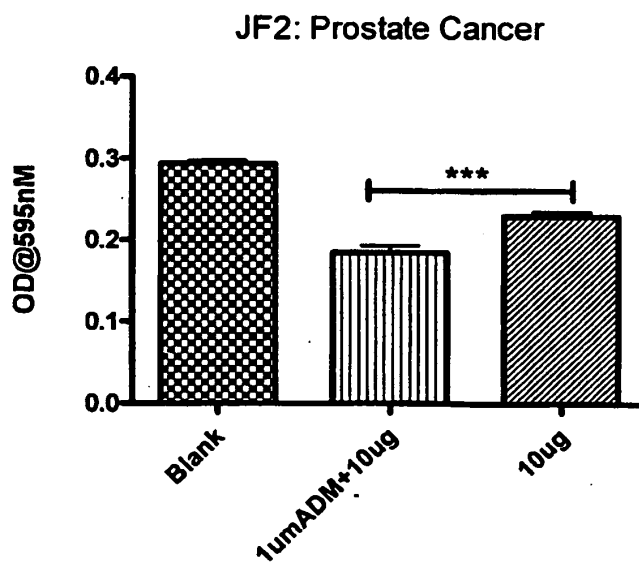 JF2: Prostate Cancer
0.4
0.3
0.2
0.1
0.0
OD@595nM
***
Blank
1umADM+10ug
10ug